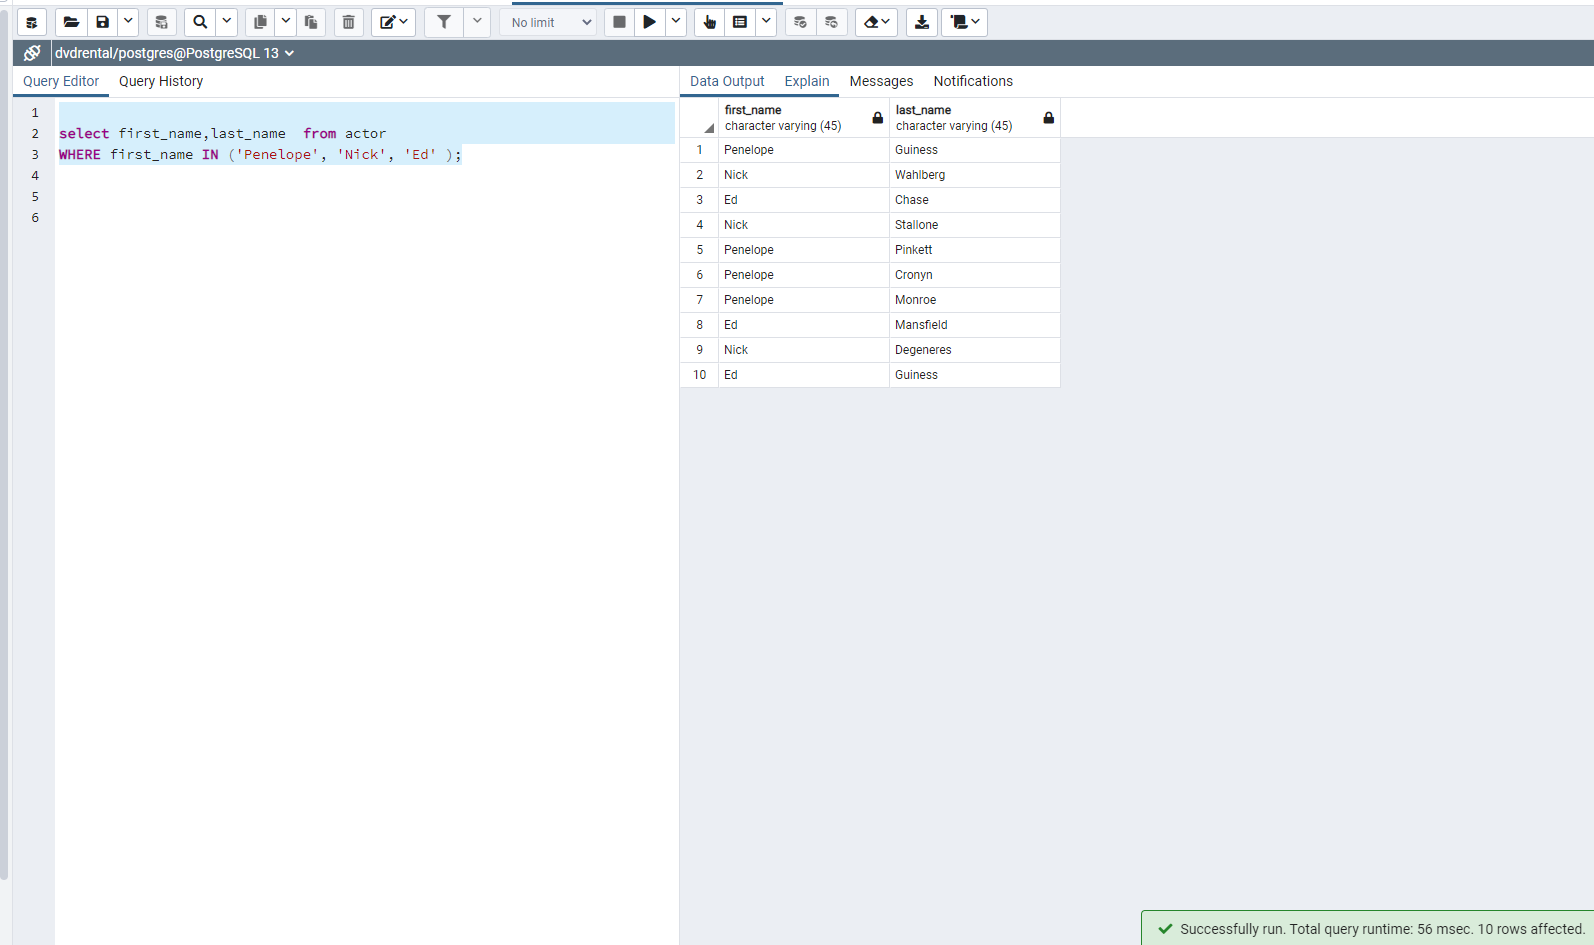 No limit
dvdrental/postgres@PostgreSQL 13
Query Editor Query History
1
2 select first_name,last_name  from actor
3 WHERE first_name IN ('Penelope', 'Nick', 'Ed' );
4
5
6
Data Output Explain Messages Notifications
first_name last_name
character varying (45) character varying (45)
1 Penelope Guiness
2 Nick Wahlberg
3 Ed Chase
4 Nick Stallone
5 Penelope Pinkett
6 Penelope Cronyn
7 Penelope Monroe
8 Ed Mansfield
9 Nick Degeneres
10 Ed Guiness
Successfully run. Total query runtime: 56 msec. 10 rows affected.